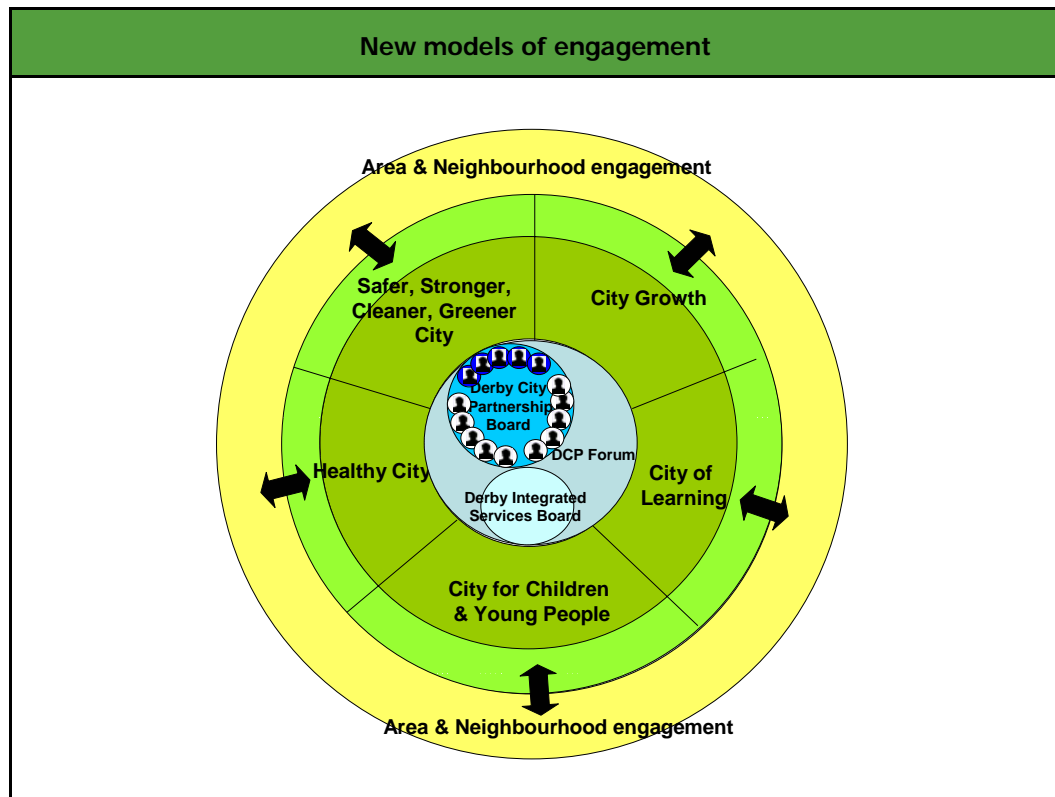 New models of engagement
Area & Neighbourhood engagement
Safer, Stronger,
Cleaner, Greener
City
City Growth
Derby City
Partnership
Board
DCP Forum
Healthy City
City of
Learning
Derby Integrated
Services Board
City for Children
& Young People
Area & Neighbourhood engagement